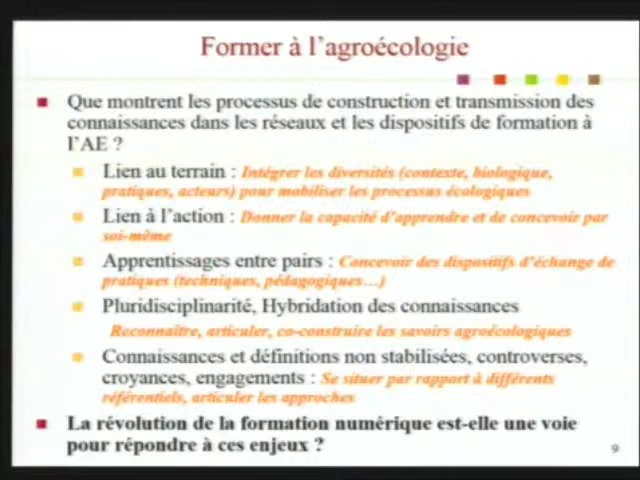 Former à l'agroécologie
Que montrent les processus de construction et transmission des
connaissances dans les réseaux et les dispositifs de formation à
l'AE ?
Lien au terrain : Intégrer les diversités (contexte, biologique,
pratiques, acteurs) pour mobiliser les processus écologiques
Lien à l'action : Donner la capacité d'apprendre et de concevoir par
soi-même
Apprentissages entre pairs : Concevoir des dispositifs d'échange de
pratiques (techniques, pédagogiques…)
Pluridisciplinarité, Hybridation des connaissances
Reconnaître, articuler, co-construire les savoirs agroécologiques
Connaissances et définitions non stabilisées, controverses,
croyances, engagements : Se situer par rapport à différents
référentiels, articuler les approches
La révolution de la formation numérique est-elle une voie
pour répondre à ces enjeux ?
9